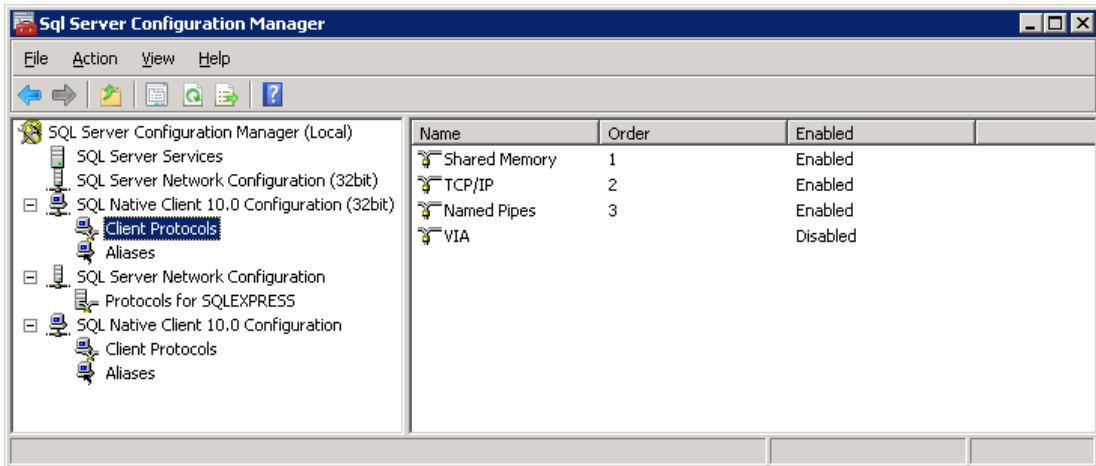 Sql Server Configuration Manager
File Action View Help
SQL Server Configuration Manager (Local)
SQL Server Services
SQL Server Network Configuration (32bit)
SQL Native Client 10.0 Configuration (32bit)
Client Protocols
Aliases
SQL Server Network Configuration
Protocols for SQLEXPRESS
SQL Native Client 10.0 Configuration
Client Protocols
Aliases
Name Order Enabled
Shared Memory 1 Enabled
TCP/IP 2 Enabled
Named Pipes 3 Enabled
VIA Disabled